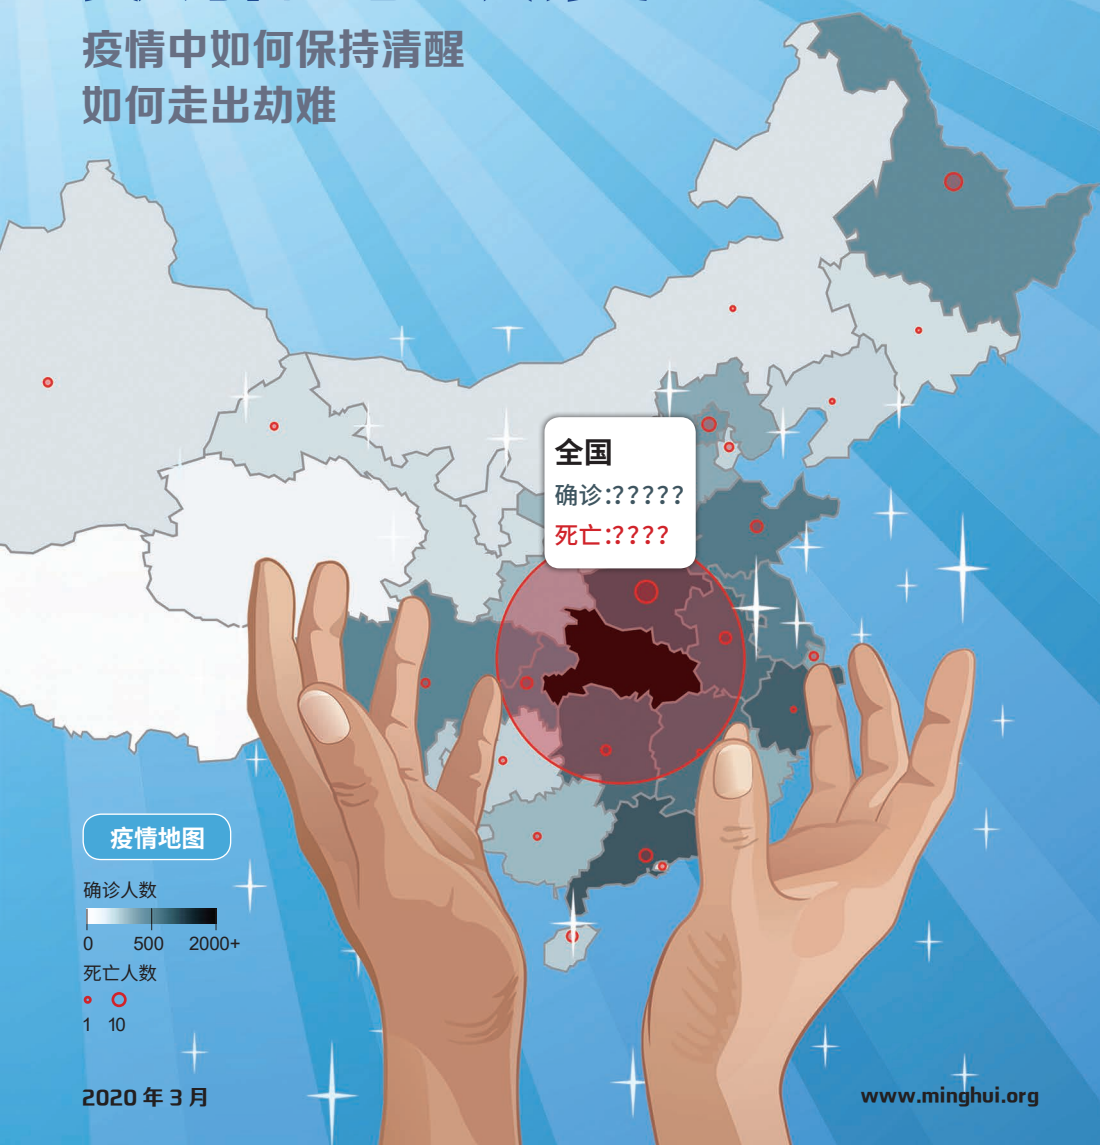 疫情中如何保持清醒
如何走出劫难
全国
确诊:?????
死亡:????
疫情地图
确诊人数
0 500 2000+
死亡人数
1 10
2020 年 3 月
www.minghui.org